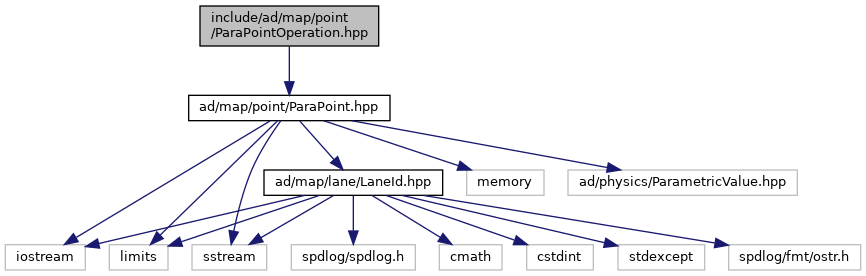 include/ad/map/point
/ParaPointOperation.hpp
ad/map/point/ParaPoint.hpp
ad/map/lane/LaneId.hpp
memory
ad/physics/ParametricValue.hpp
iostream
limits
sstream
spdlog/spdlog.h
cmath
cstdint
stdexcept
spdlog/fmt/ostr.h